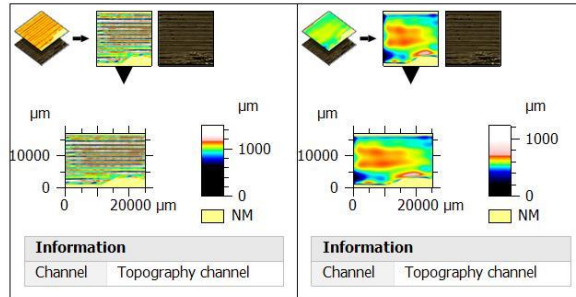 µm
µm
10000
1000
0
0
0
20000 µm
NM
Information
Channel Topography channel
µm
µm
10000
1000
0
0
0
20000 µm
NM
Information
Channel Topography channel